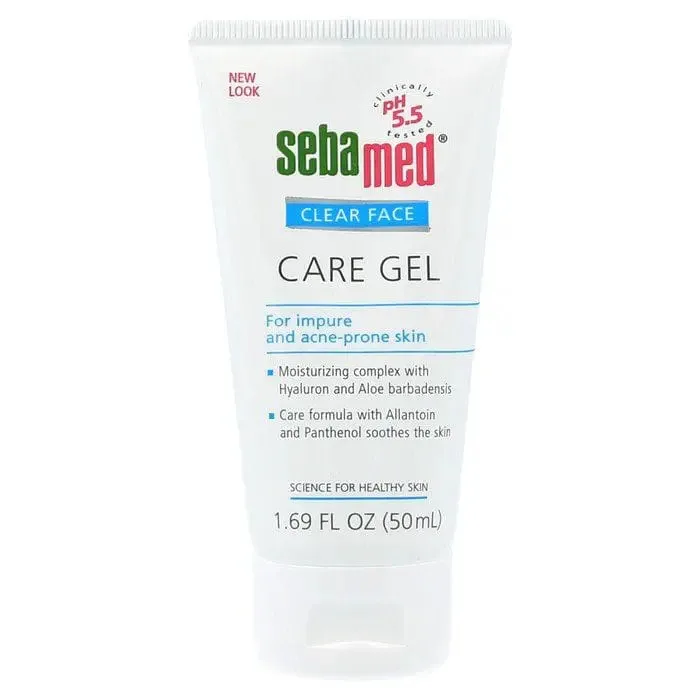 NEW
LOOK
clinically
pH
5.5
tested
sebamed®
CLEAR FACE
CARE GEL
For impure
and acne-prone skin
▪ Moisturizing complex with
Hyaluron and Aloe barbadensis
▪ Care formula with Allantoin
and Panthenol soothes the skin
SCIENCE FOR HEALTHY SKIN
1.69 FL OZ (50mL)